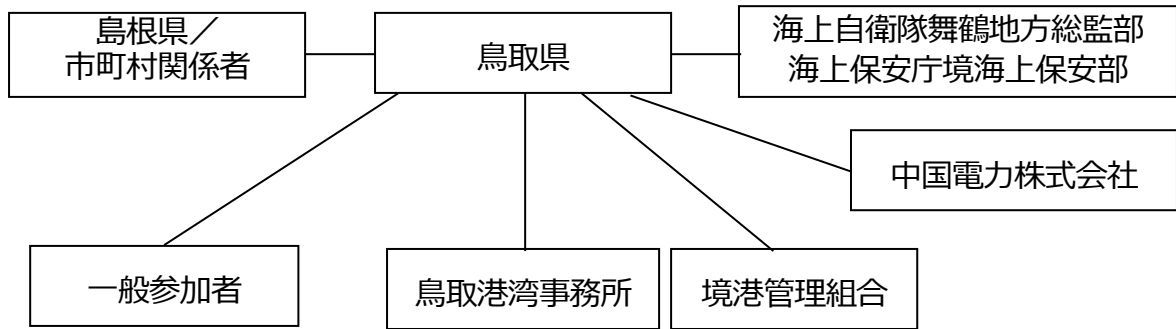 島根県／
市町村関係者
鳥取県
海上自衛隊舞鶴地方総監部
海上保安庁境海上保安部
中国電力株式会社
一般参加者
鳥取港湾事務所
境港管理組合